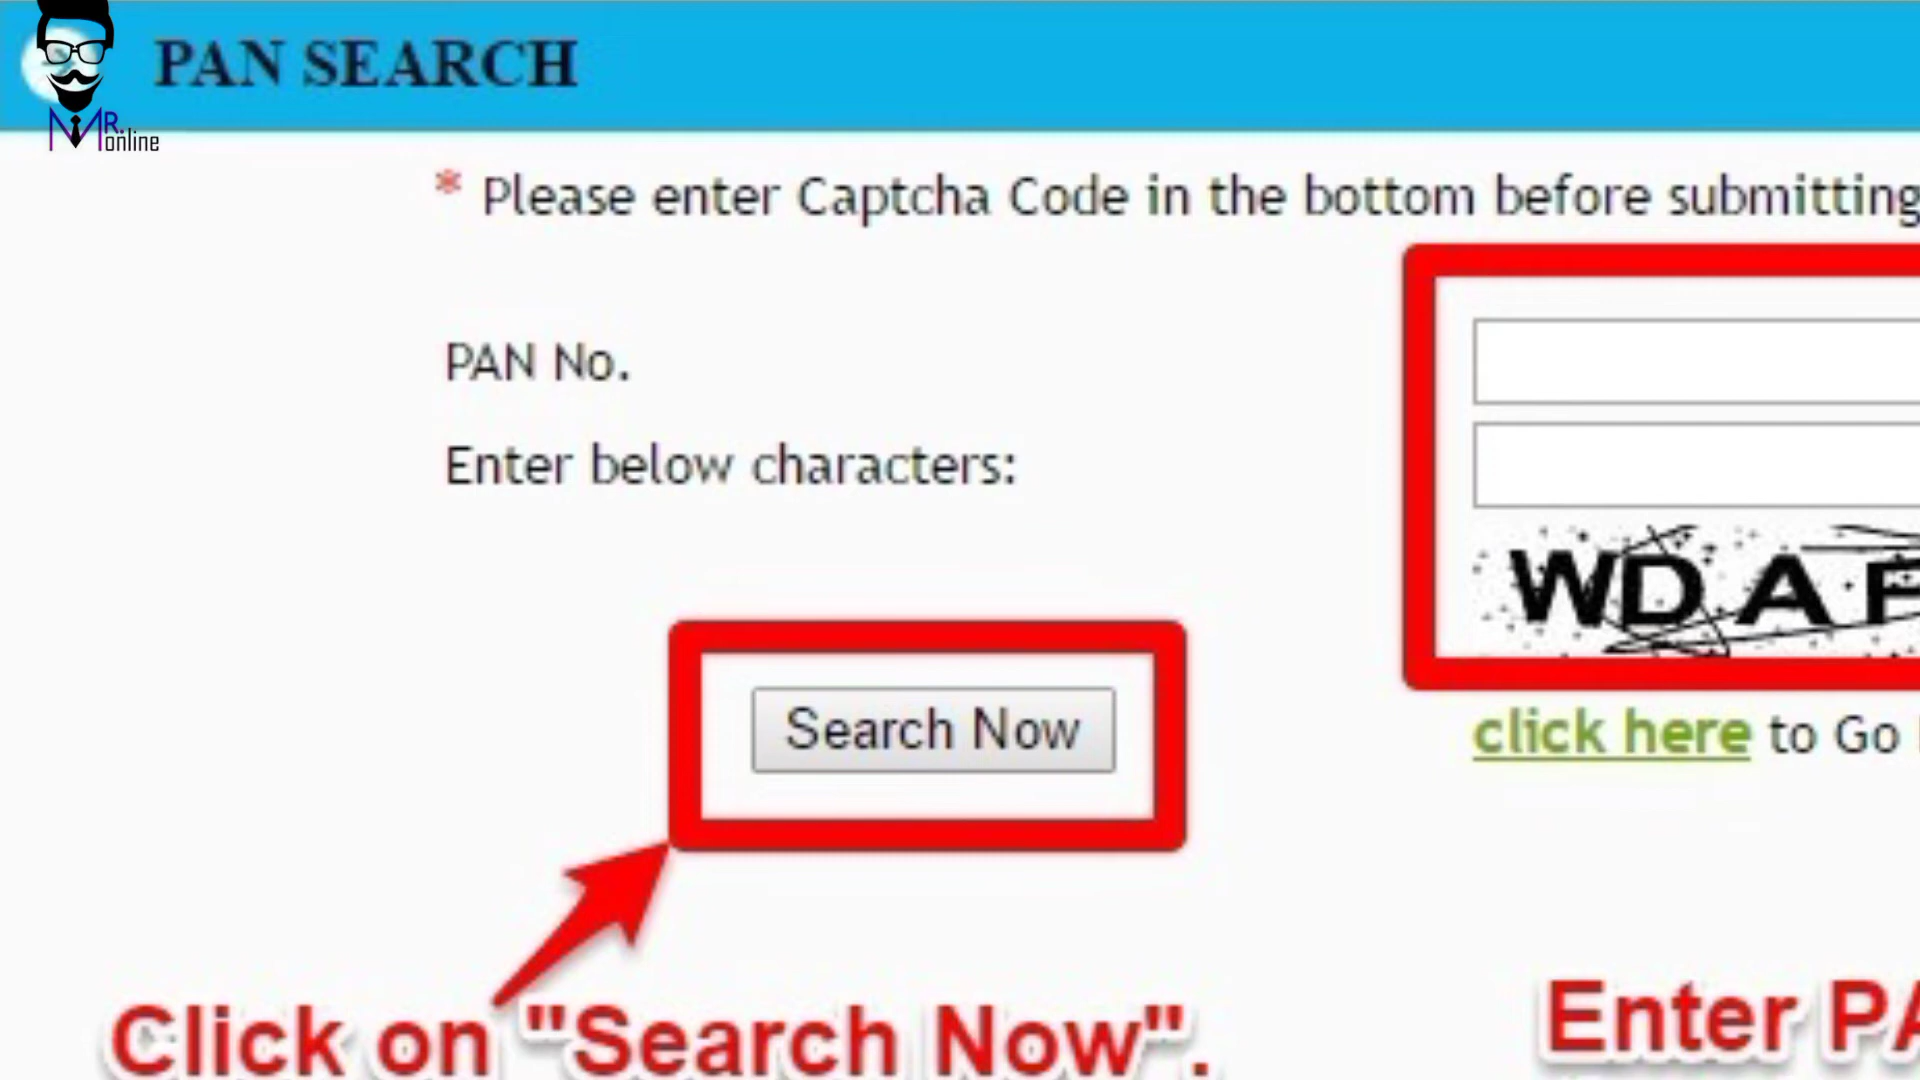 PAN SEARCH
MR.
online
* Please enter Captcha Code in the bottom before submitting
PAN No.
Enter below characters:
WDA
Search Now
click here to Go
Click on "Search Now".
Enter PA